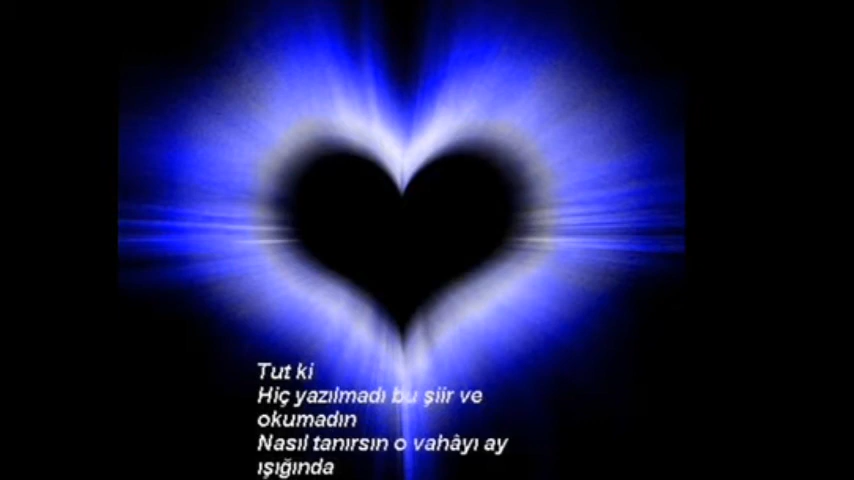 Tut ki
Hiç yazılmadı bu şiir ve
okumadın
Nasıl tanırsın o vahâyı ay
ışığında